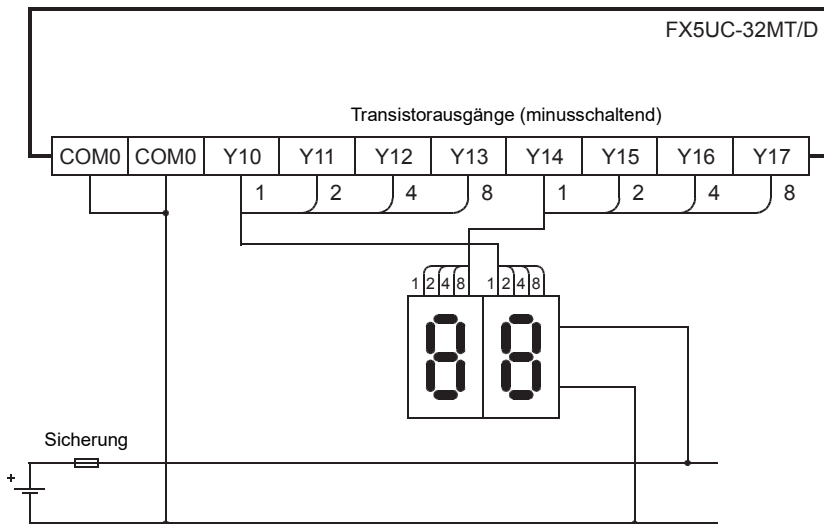 FX5UC-32MT/D
Transistorausgänge (minusschaltend)
COM0 COM0 Y10 Y11 Y12 Y13 Y14 Y15 Y16 Y17
1 2 4 8 1 2 4 8
1 2 4 8 1 2 4 8
Sicherung
+